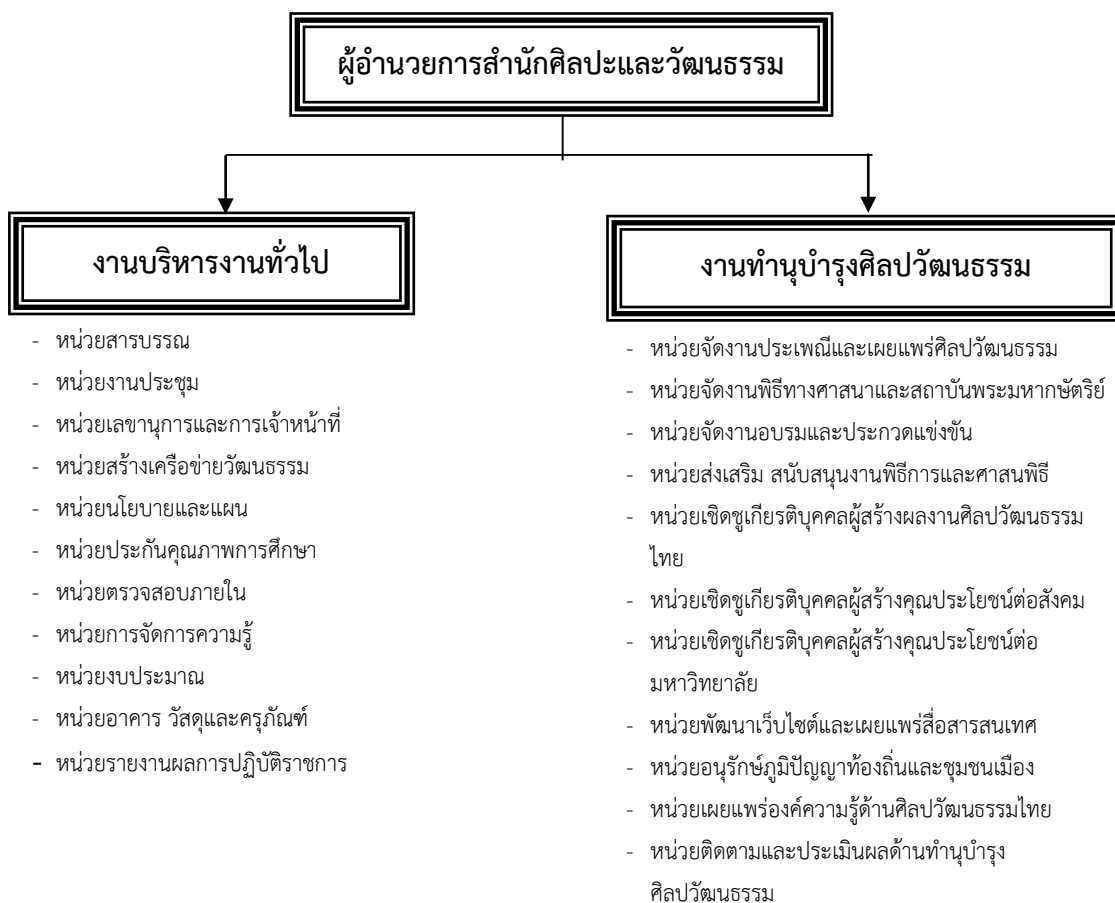 ผู้อำนวยการสำนักศิลปะและวัฒนธรรม
งานบริหารงานทั่วไป
- หน่วยสารบรรณ
- หน่วยงานประชุม
- หน่วยเลขานุการและการเจ้าหน้าที่
- หน่วยสร้างเครือข่ายวัฒนธรรม
- หน่วยนโยบายและแผน
- หน่วยประกันคุณภาพการศึกษา
- หน่วยตรวจสอบภายใน
- หน่วยการจัดการความรู้
- หน่วยงบประมาณ
- หน่วยอาคาร วัสดุและครุภัณฑ์
- หน่วยรายงานผลการปฏิบัติราชการ
งานทำนุบำรุงศิลปวัฒนธรรม
- หน่วยจัดงานประเพณีและเผยแพร่ศิลปวัฒนธรรม
- หน่วยจัดงานพิธีทางศาสนาและสถาบันพระมหากษัตริย์
- หน่วยจัดงานอบรมและประกวดแข่งขัน
- หน่วยส่งเสริม สนับสนุนงานพิธีการและศาสนพิธี
- หน่วยเชิดชูเกียรติบุคคลผู้สร้างผลงานศิลปวัฒนธรรม
ไทย
- หน่วยเชิดชูเกียรติบุคคลผู้สร้างคุณประโยชน์ต่อสังคม
- หน่วยเชิดชูเกียรติบุคคลผู้สร้างคุณประโยชน์ต่อ
มหาวิทยาลัย
- หน่วยพัฒนาเว็บไซต์และเผยแพร่สื่อสารสนเทศ
- หน่วยอนุรักษ์ภูมิปัญญาท้องถิ่นและชุมชนเมือง
- หน่วยเผยแพร่องค์ความรู้ด้านศิลปวัฒนธรรมไทย
- หน่วยติดตามและประเมินผลด้านทำนุบำรุง
ศิลปวัฒนธรรม